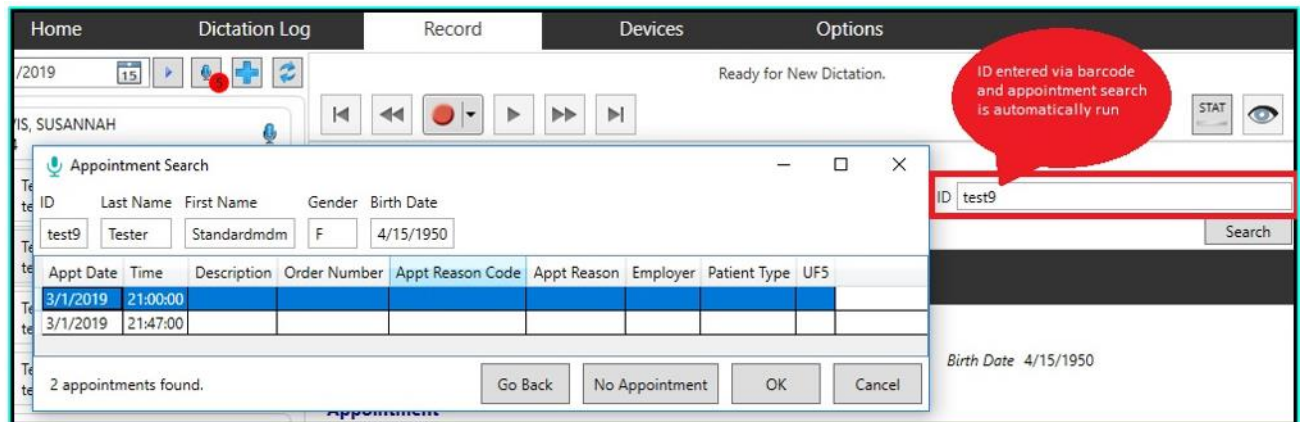 Home Dictation Log Record Devices Options
/2019 15 5
Ready for New Dictation.
ID entered via barcode
and appointment search
is automatically run
STAT
IS, SUSANNAH
Appointment Search
ID Last Name First Name Gender Birth Date
test9 Tester Standardmdm F 4/15/1950
ID test9
Search
Appt Date Time Description Order Number Appt Reason Code Appt Reason Employer Patient Type UF5
3/1/2019 21:00:00
3/1/2019 21:47:00
2 appointments found.
Go Back No Appointment OK Cancel
Birth Date 4/15/1950
Appointment